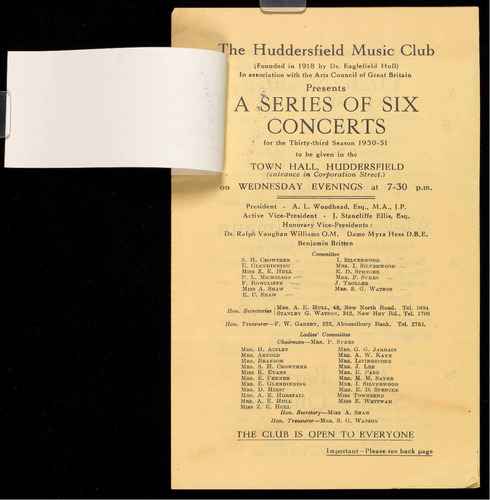 The Huddersfield Music Club
(Founded in 1918 by Dr. Eaglefield Hull)
In association with the Arts Council of Great Britain
Presents
A SERIES OF SIX
CONCERTS
for the Thirty-third Season 1950-51
to be given in the
TOWN HALL, HUDDERSFIELD
(entrance in Corporation Street.)
on WEDNESDAY EVENINGS at 7-30 p.m.
President - A. L. Woodhead, Esq., M.A., J.P.
Active Vice-President - J. Stancliffe Ellis, Esq.
Honorary Vice-Presidents :
Dr. Ralph Vaughan Williams O.M. Dame Myra Hess D.B.E.
Benjamin Britten
Committee
S. H. Crowther I. Silverwood
E. Glendinning Mrs. I. Silverwood
Miss Z. E. Hull E. D. Spencer
P. L. Michelson Mrs. P. Sykes
F. Rowcliffe J. Troller
Miss A. Shaw Mrs. S. G. Watson
E. C. Shaw
Hon. Secretaries { Mrs. A. E. Hull, 48, New North Road. Tel. 1094
Stanley G. Watson, 342, New Hey Rd., Tel. 1706
Hon. Treasurer—F. W. Gadsby, 222, Almondbury Bank. Tel. 2763.
Ladies' Committee
Chairman—Mrs. P. Sykes
Mrs. H. Ainley Mrs. G. G. Jarmain
Mrs. Arnold Mrs. A. W. Kaye
Mrs. Branson Mrs. Livingstone
Mrs. S. H. Crowther Mrs. J. Lee
Miss K. Evans Mrs. E. Park
Mrs. E. Fenner Mrs. M. M. Sayer
Mrs. E. Glendinning Mrs. I. Silverwood
Mrs. D. Hirst Mrs. E. D. Spencer
Mrs. A. E. Horsfall Miss Townsend
Mrs. A. E. Hull Miss E. Whitwam
Miss Z. E. Hull
Hon. Secretary—Miss A. Shaw
Hon. Treasurer—Mrs. S. G. Watson
THE CLUB IS OPEN TO EVERYONE
Important—Please see back page